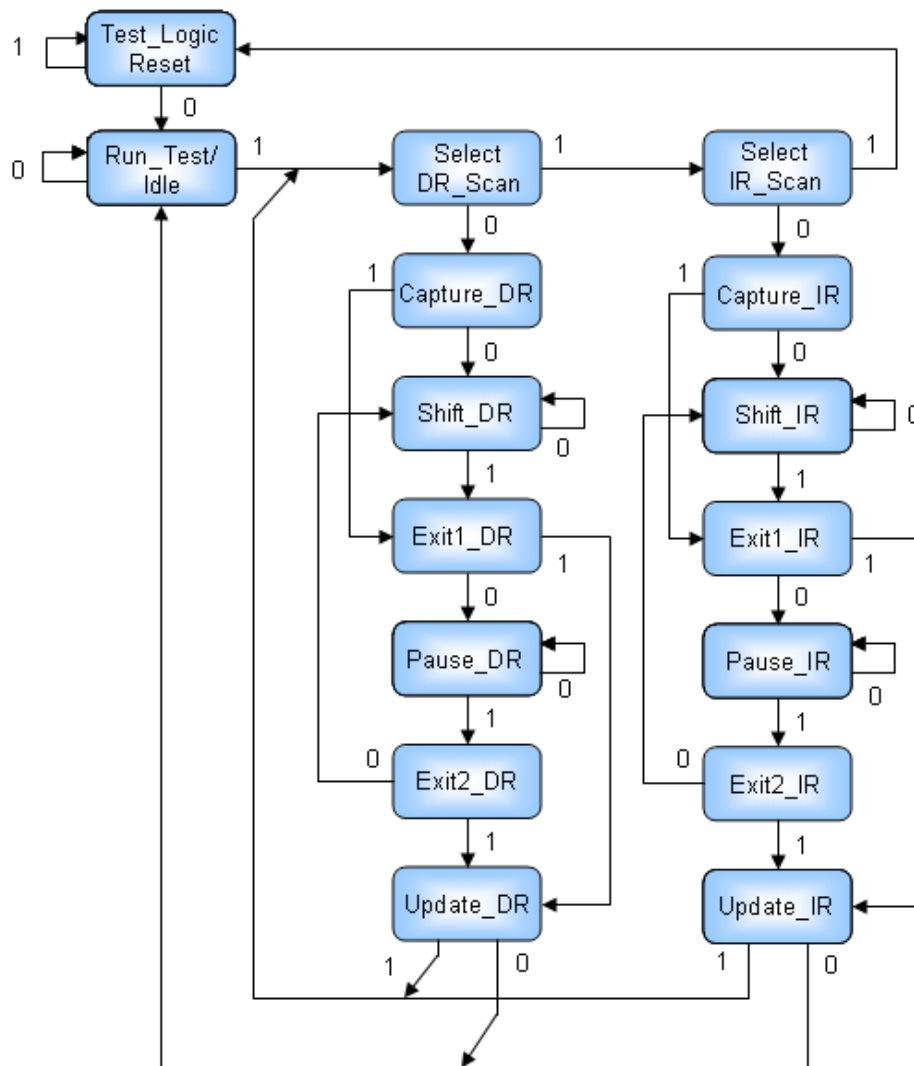 Test_Logic
Reset
1
0
Run_Test/
Idle
0
1
Select
DR_Scan
1
Select
IR_Scan
1
0
0
1
Capture_DR
1
Capture_IR
0
0
Shift_DR
0
Shift_IR
0
1
1
Exit1_DR
1
Exit1_IR
1
0
0
Pause_DR
0
Pause_IR
0
1
1
0
Exit2_DR
0
Exit2_IR
1
1
Update_DR
Update_IR
1
0
1
0